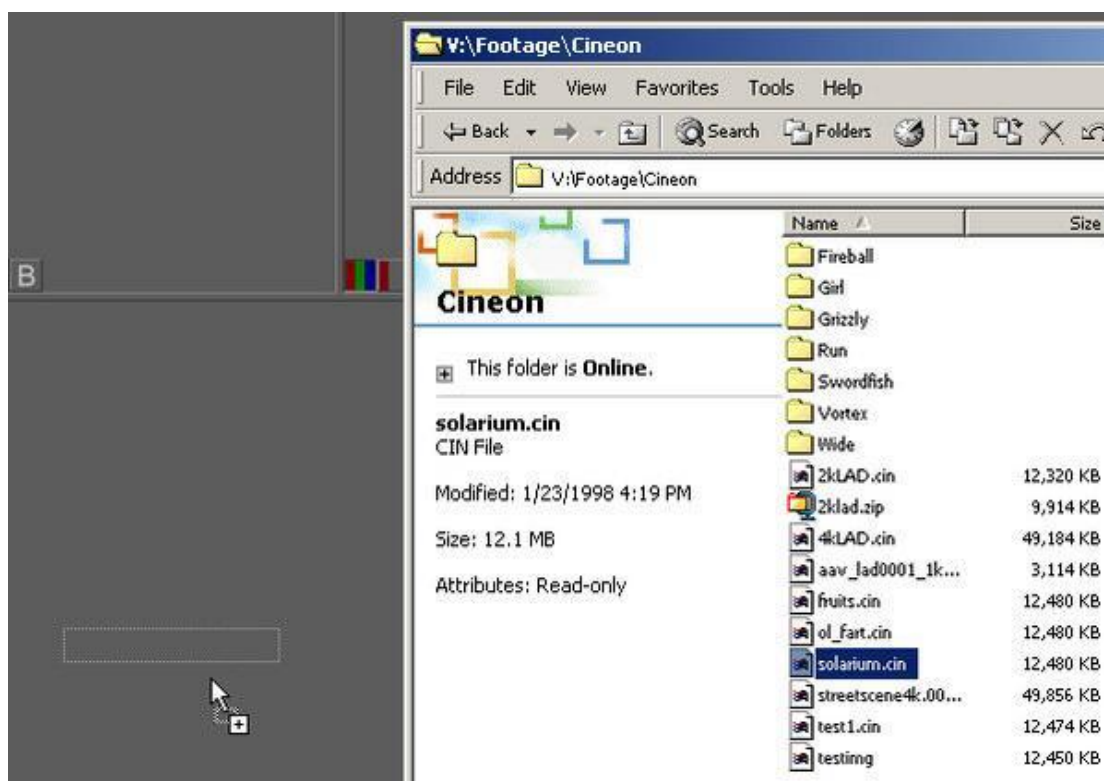 V:\Footage\Cineon
File Edit View Favorites Tools Help
Back Search Folders
Address V:\Footage\Cineon
Name Size
B
Cineon
This folder is Online.
solarium.cin
CIN File
Modified: 1/23/1998 4:19 PM
Size: 12.1 MB
Attributes: Read-only
Fireball
Girl
Grizzly
Run
Swordfish
Vortex
Wide
2kLAD.cin 12,320 KB
2klad.zip 9,914 KB
4kLAD.cin 49,184 KB
aav_lad0001_1k... 3,114 KB
fruits.cin 12,480 KB
ol_fart.cin 12,480 KB
solarium.cin 12,480 KB
streetscene4k.00... 49,856 KB
test1.cin 12,474 KB
testimg 12,450 KB